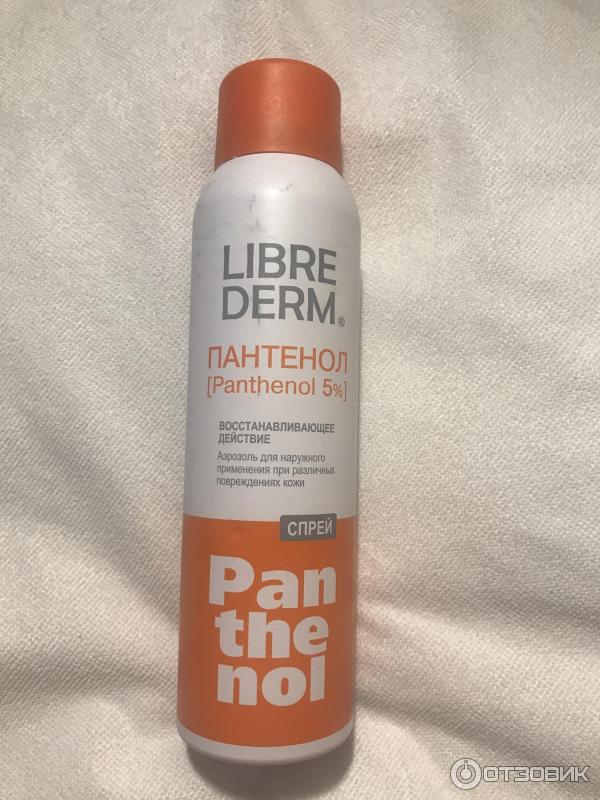 LIBRE
DERM®
ПАНТЕНОЛ
[Panthenol 5%]
ВОССТАНАВЛИВАЮЩЕЕ
ДЕЙСТВИЕ
Аэрозоль для наружного
применения при различных
повреждениях кожи
СПРЕЙ
Pan
the
nol
ОТЗОВИК